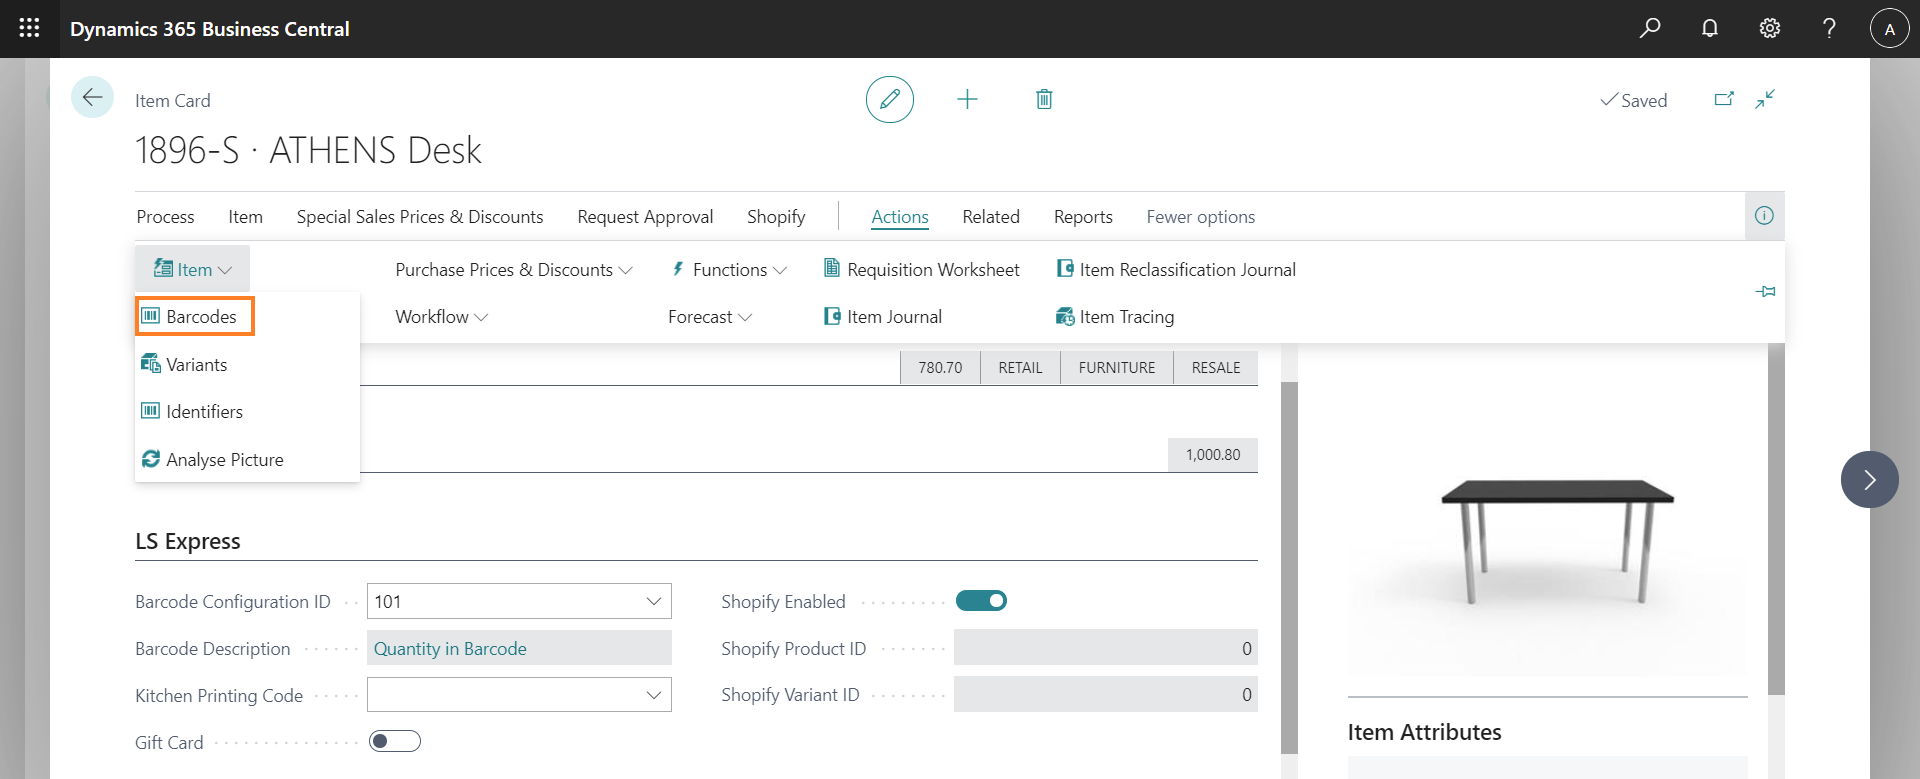 Dynamics 365 Business Central
A
Item Card
Saved
1896-S · ATHENS Desk
Process Item Special Sales Prices & Discounts Request Approval Shopify Actions Related Reports Fewer options
Item Purchase Prices & Discounts Functions Requisition Worksheet Item Reclassification Journal
Barcodes Workflow Forecast Item Journal Item Tracing
Variants
780.70 RETAIL FURNITURE RESALE
Identifiers
Analyse Picture
1,000.80
LS Express
Barcode Configuration ID 101 Shopify Enabled
Barcode Description Quantity in Barcode Shopify Product ID 0
Kitchen Printing Code Shopify Variant ID 0
Gift Card
Item Attributes